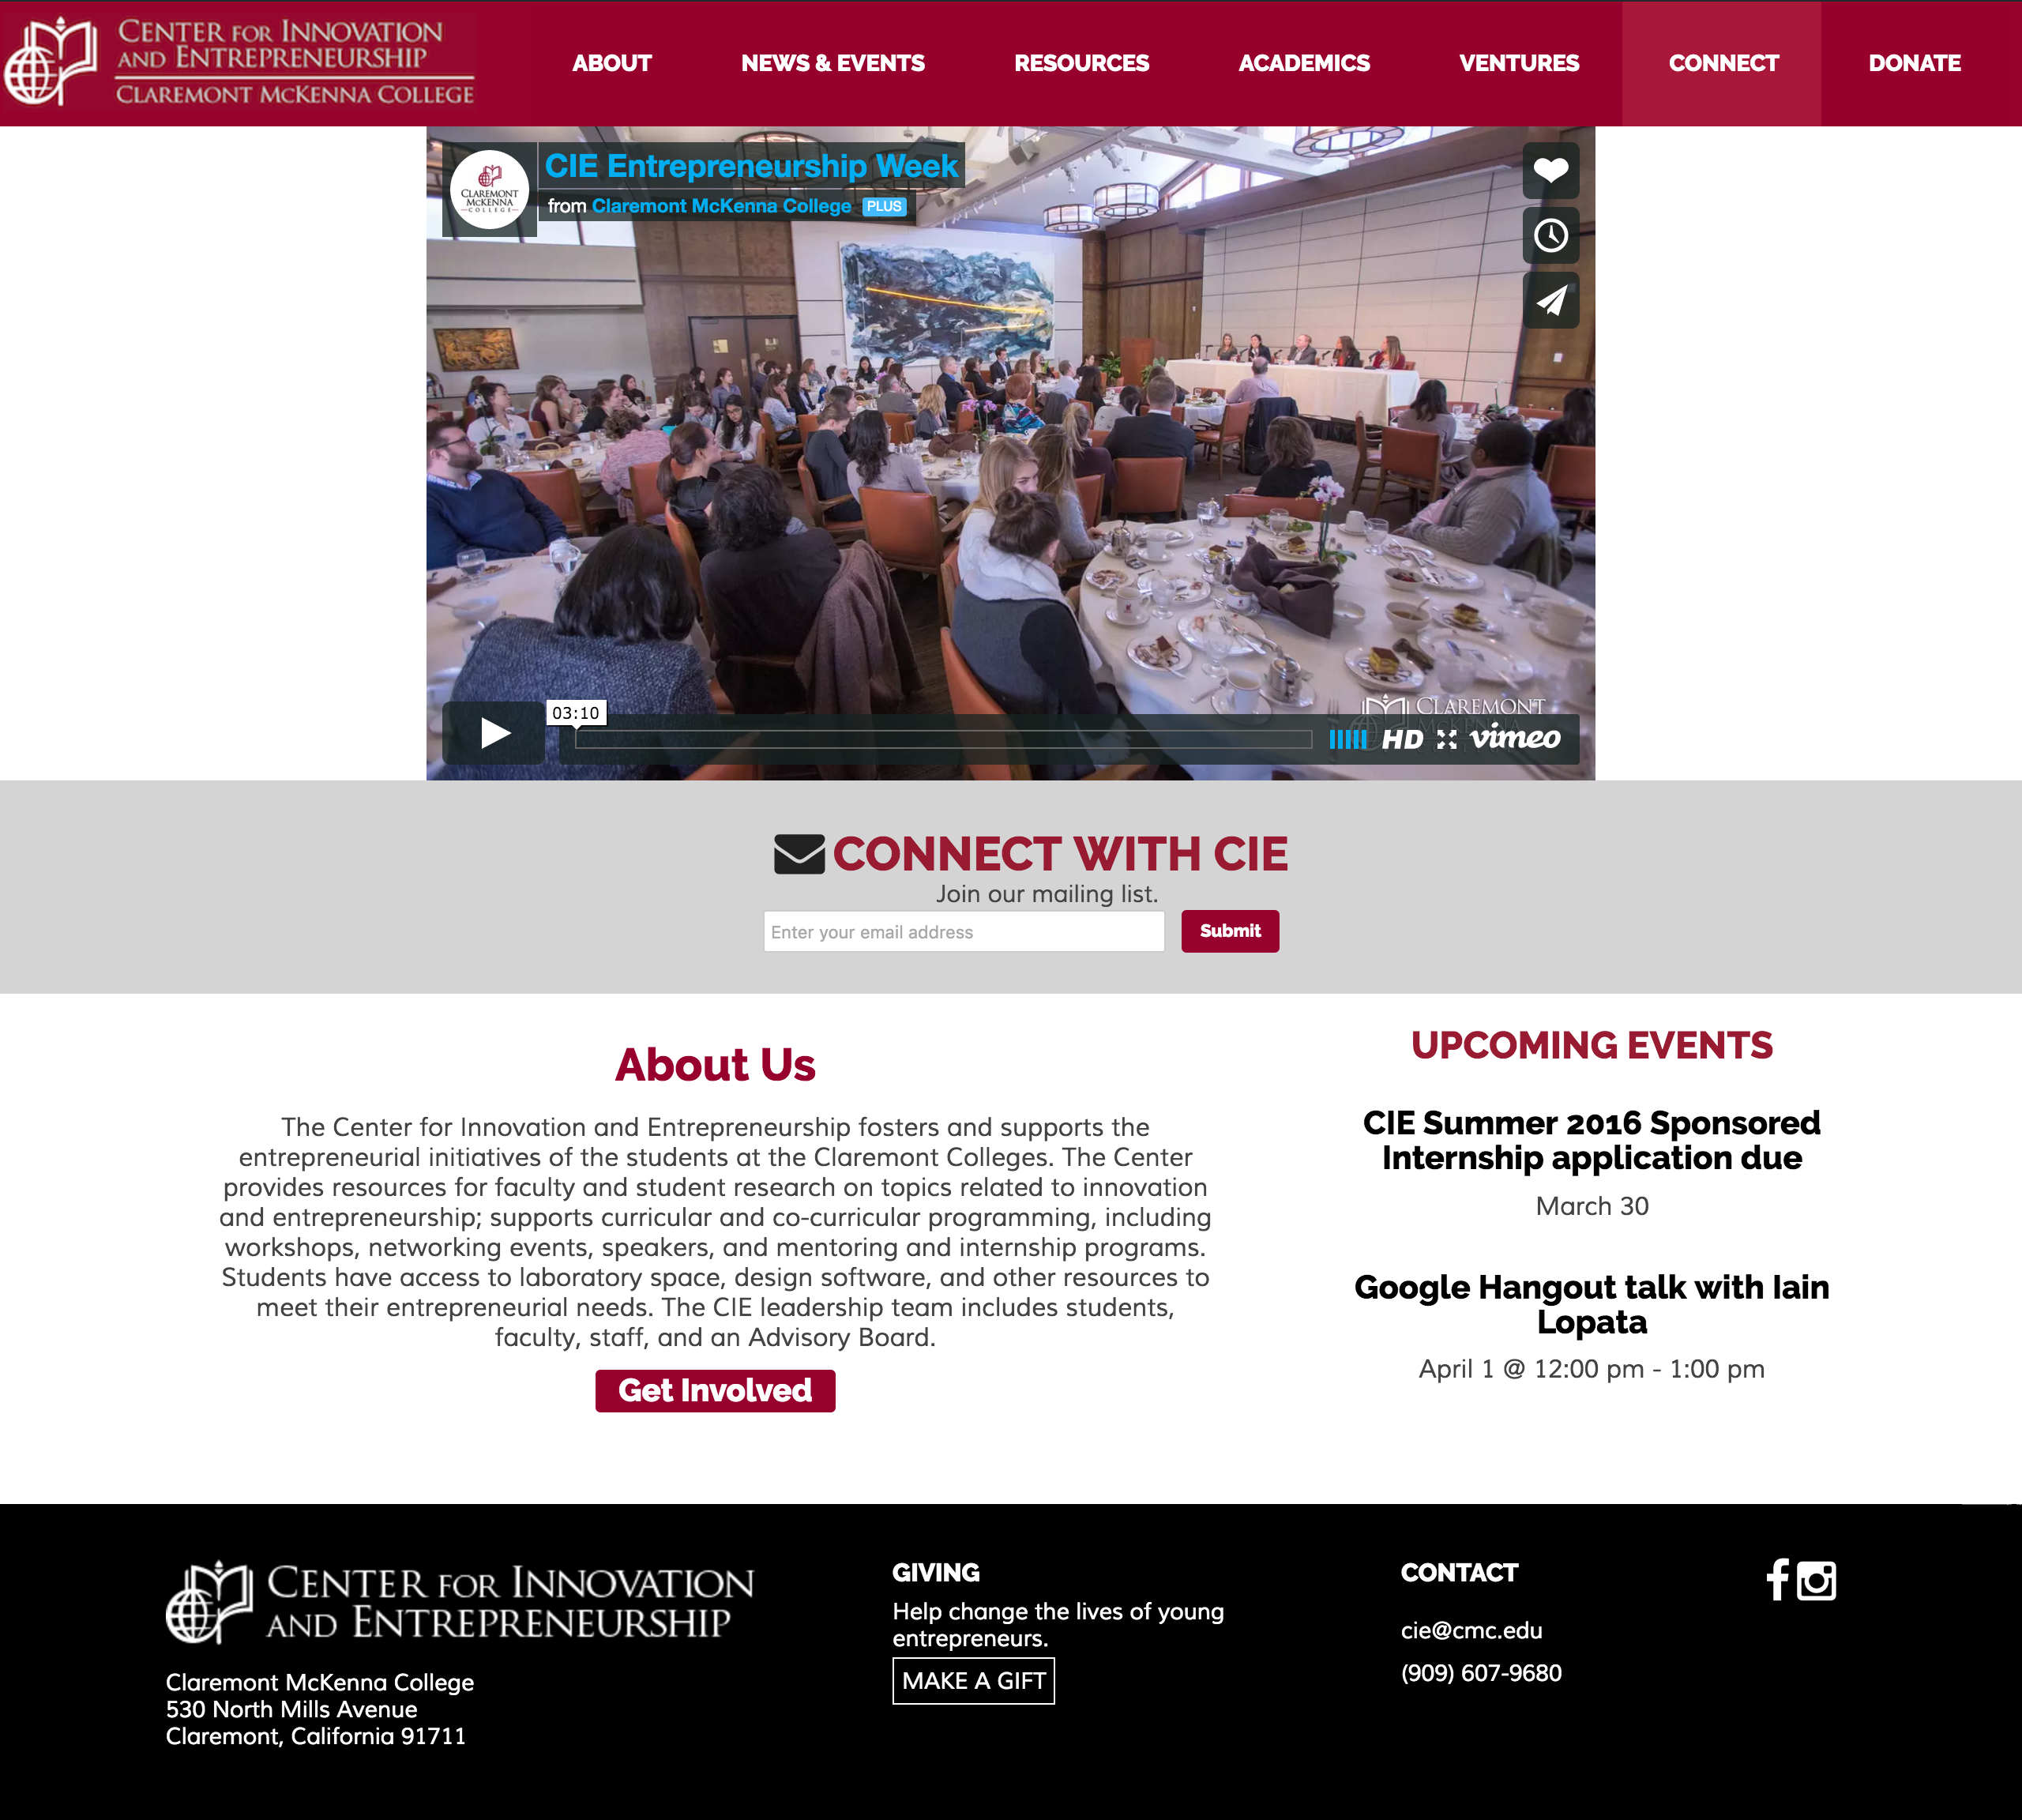 CENTER FOR INNOVATION
AND ENTREPRENEURSHIP
CLAREMONT MCKENNA COLLEGE
ABOUT
NEWS & EVENTS
RESOURCES
ACADEMICS
VENTURES
CONNECT
DONATE
CLAREMONT
MCKENNA
COLLEGE
CIE Entrepreneurship Week
from Claremont McKenna College PLUS
CLAREMONT
MCKENNA
03:10
HD vimeo
CONNECT WITH CIE
Join our mailing list.
Enter your email address
Submit
About Us
The Center for Innovation and Entrepreneurship fosters and supports the
entrepreneurial initiatives of the students at the Claremont Colleges. The Center
provides resources for faculty and student research on topics related to innovation
and entrepreneurship; supports curricular and co-curricular programming, including
workshops, networking events, speakers, and mentoring and internship programs.
Students have access to laboratory space, design software, and other resources to
meet their entrepreneurial needs. The CIE leadership team includes students,
faculty, staff, and an Advisory Board.
Get Involved
UPCOMING EVENTS
CIE Summer 2016 Sponsored
Internship application due
March 30
Google Hangout talk with Iain
Lopata
April 1 @ 12:00 pm - 1:00 pm
CENTER FOR INNOVATION
AND ENTREPRENEURSHIP
Claremont McKenna College
530 North Mills Avenue
Claremont, California 91711
GIVING
Help change the lives of young
entrepreneurs.
MAKE A GIFT
CONTACT
cie@cmc.edu
(909) 607-9680